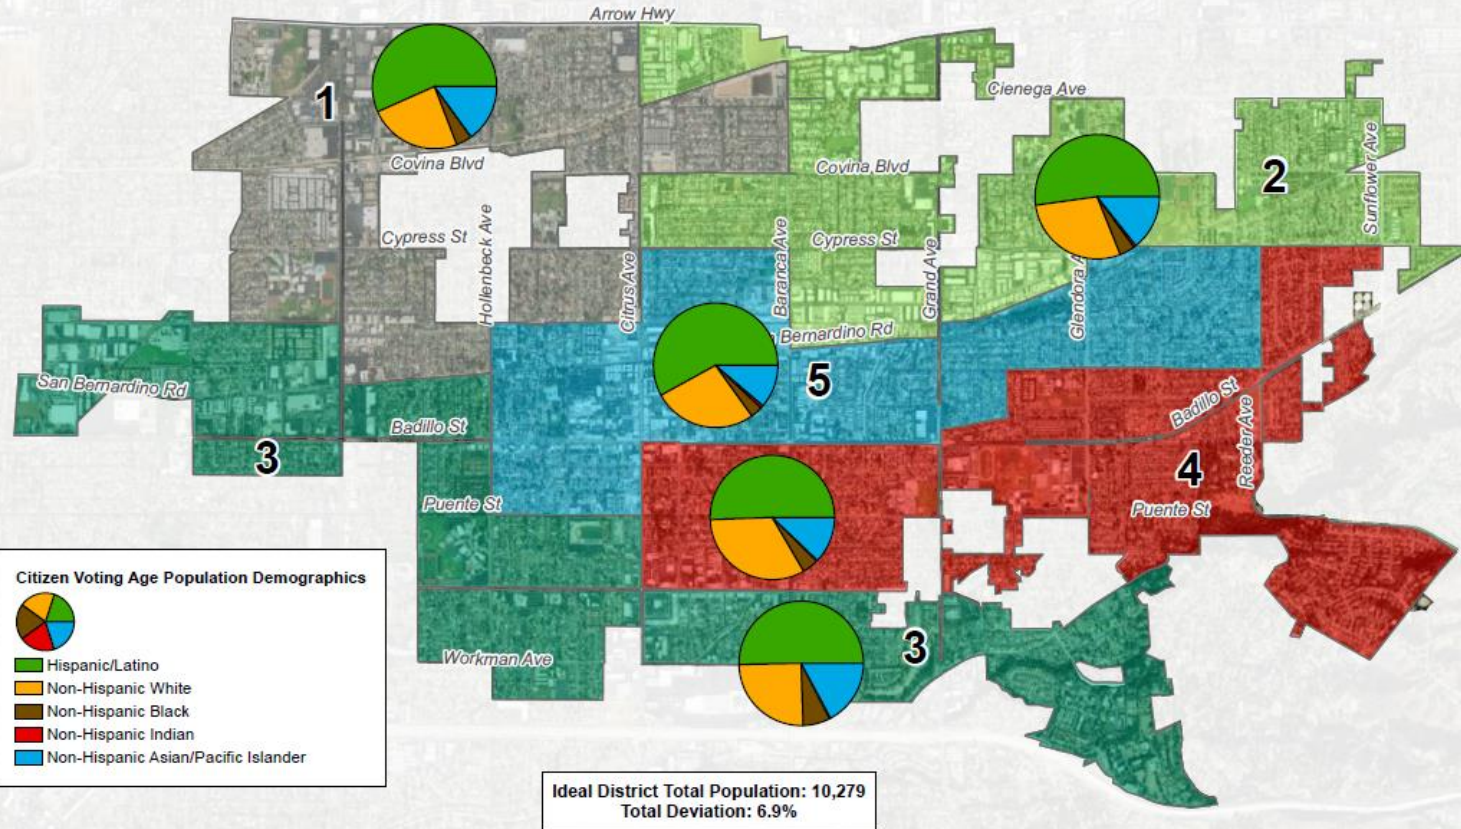 Arrow Hwy
Cienega Ave
1
Covina Blvd
Covina Blvd
2
Sunflower Ave
Hollenbeck Ave
Cypress St
Citrus Ave
Baranca Ave
Cypress St
Grand Ave
Glendora A
Bernardino Rd
5
San Bernardino Rd
Badillo St
Badillo St
Reeder Ave
3
4
Puente St
Puente St
Workman Ave
3
Citizen Voting Age Population Demographics
Hispanic/Latino
Non-Hispanic White
Non-Hispanic Black
Non-Hispanic Indian
Non-Hispanic Asian/Pacific Islander
Ideal District Total Population: 10,279
Total Deviation: 6.9%